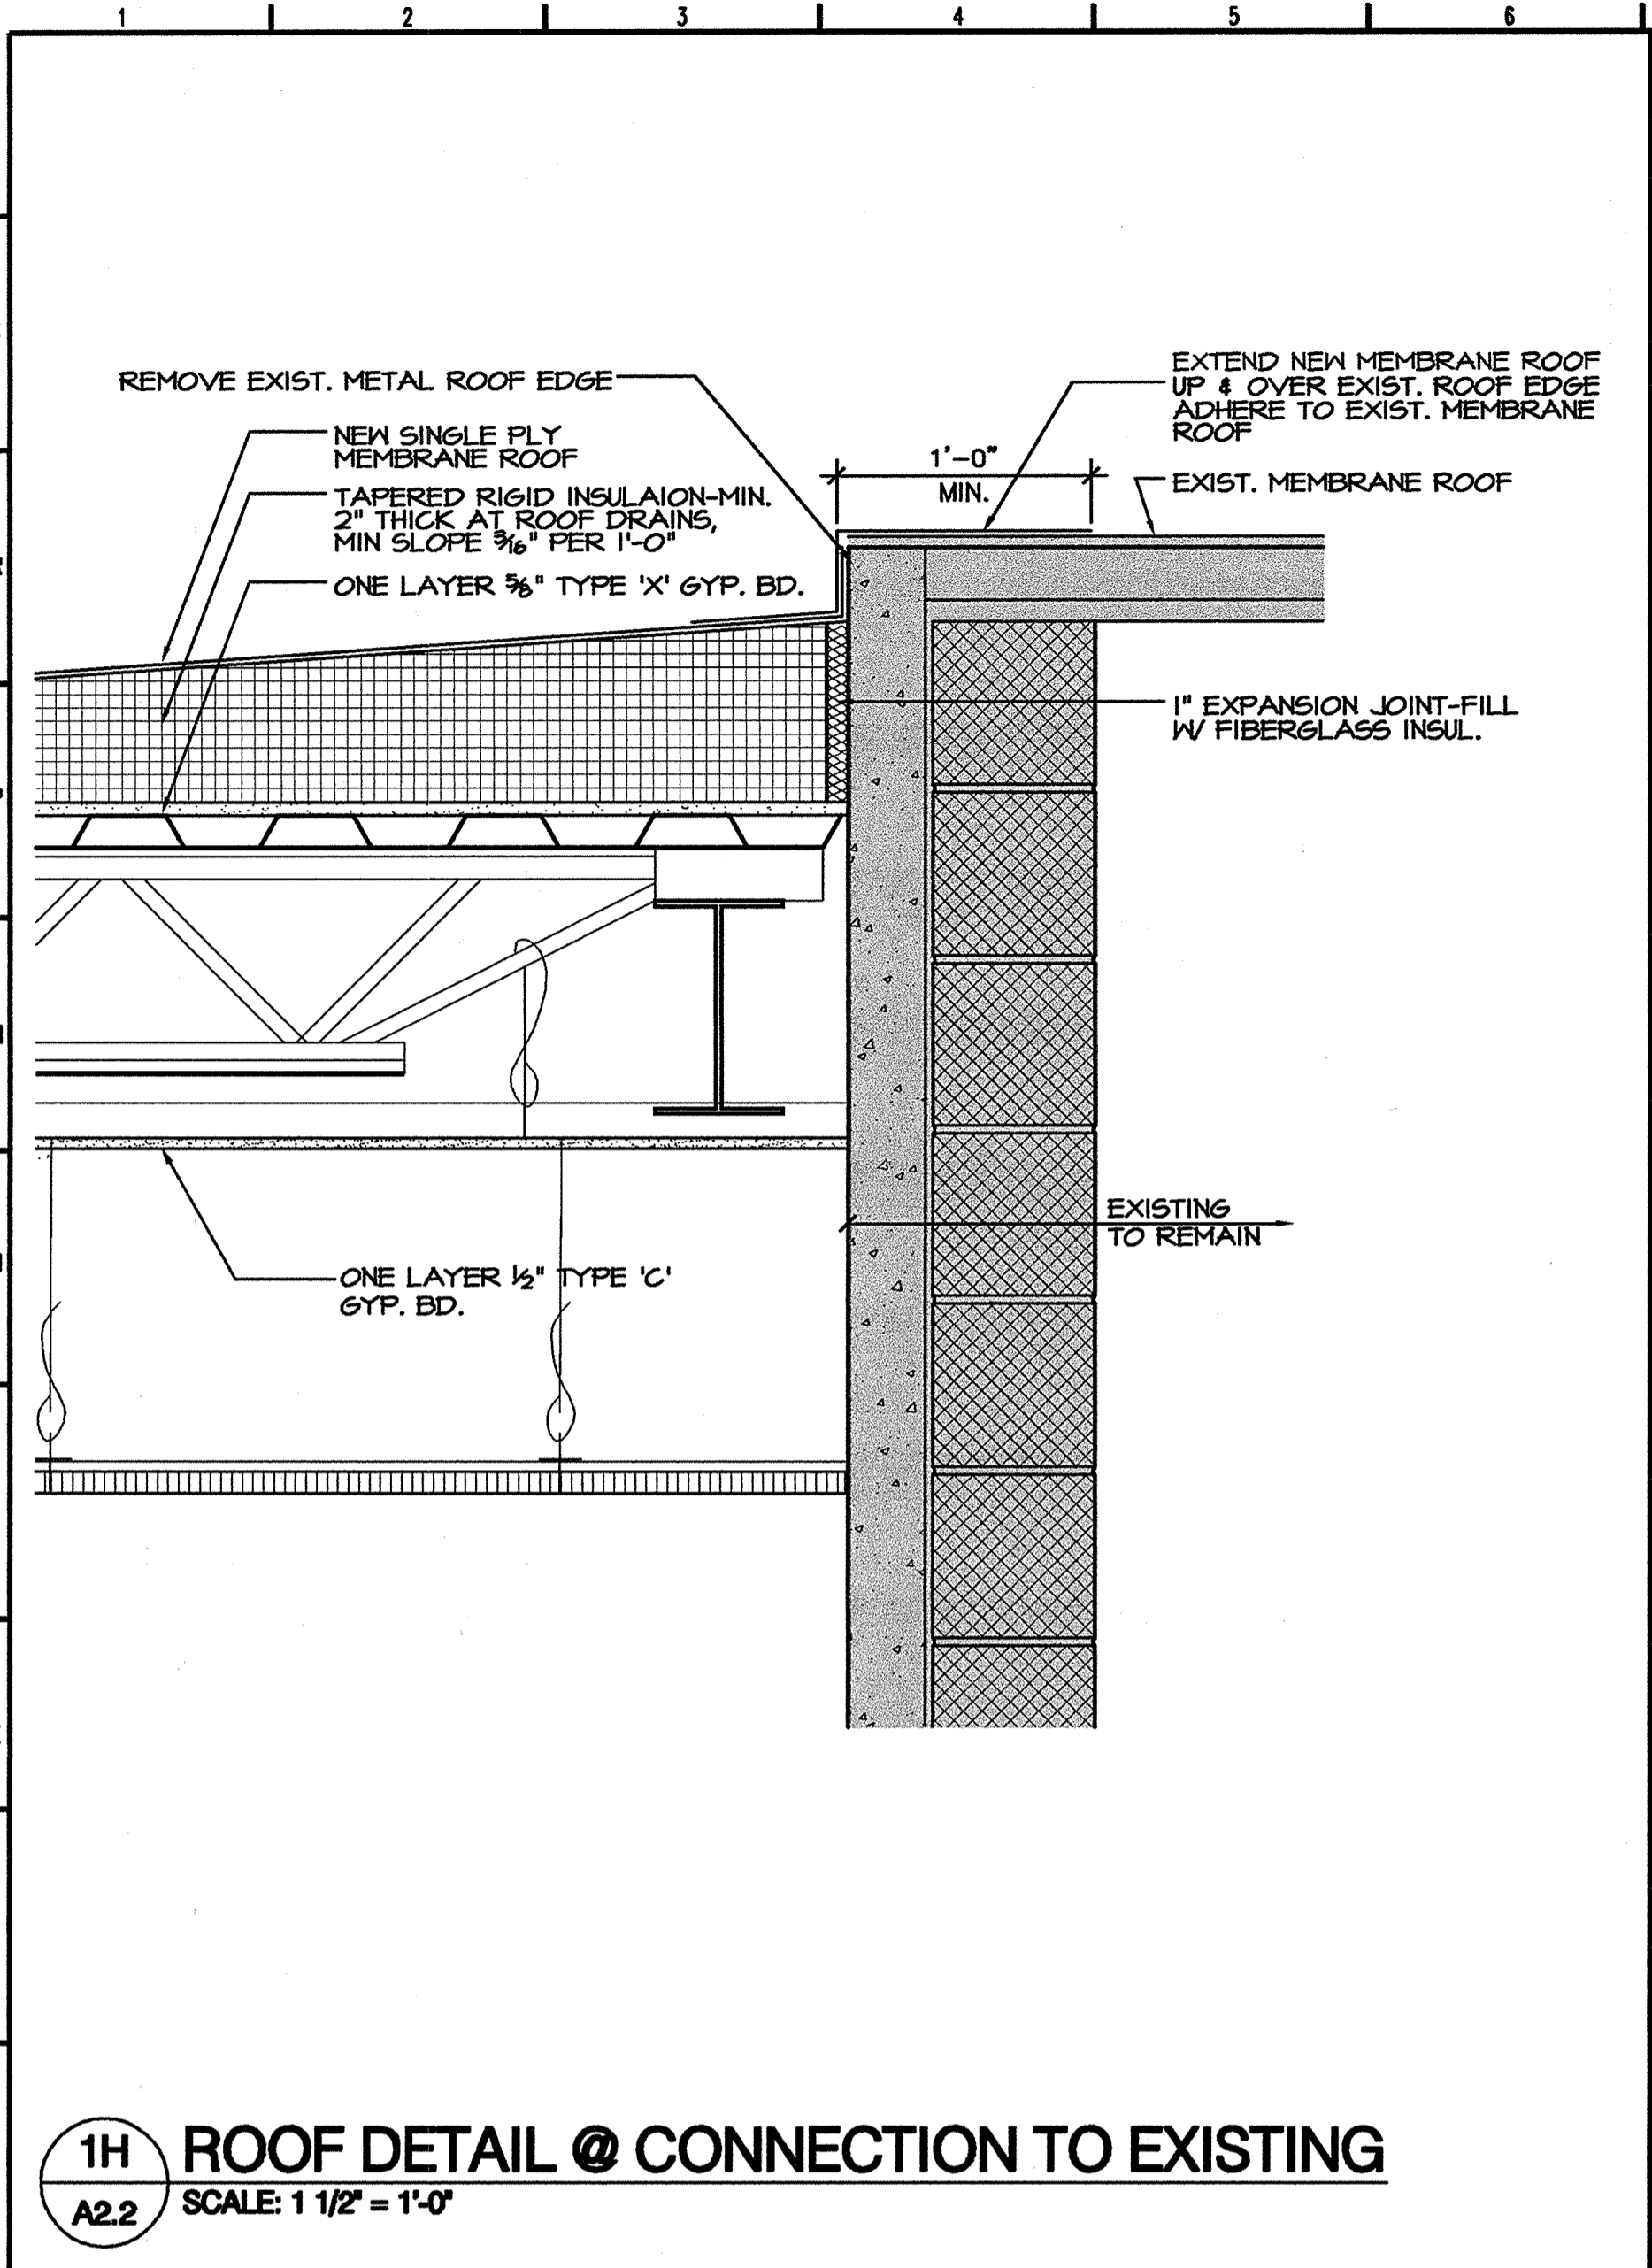 1 2 3 4 5 6
REMOVE EXIST. METAL ROOF EDGE
NEW SINGLE PLY
MEMBRANE ROOF
TAPERED RIGID INSULAION-MIN.
2" THICK AT ROOF DRAINS,
MIN SLOPE 3/16" PER 1'-0"
ONE LAYER 5/8" TYPE 'X' GYP. BD.
EXTEND NEW MEMBRANE ROOF
UP & OVER EXIST. ROOF EDGE
ADHERE TO EXIST. MEMBRANE
ROOF
1'-0"
MIN.
EXIST. MEMBRANE ROOF
1" EXPANSION JOINT-FILL
W/ FIBERGLASS INSUL.
EXISTING
TO REMAIN
ONE LAYER 1/2" TYPE 'C'
GYP. BD.
1H
A2.2
ROOF DETAIL @ CONNECTION TO EXISTING
SCALE: 1 1/2" = 1'-0"